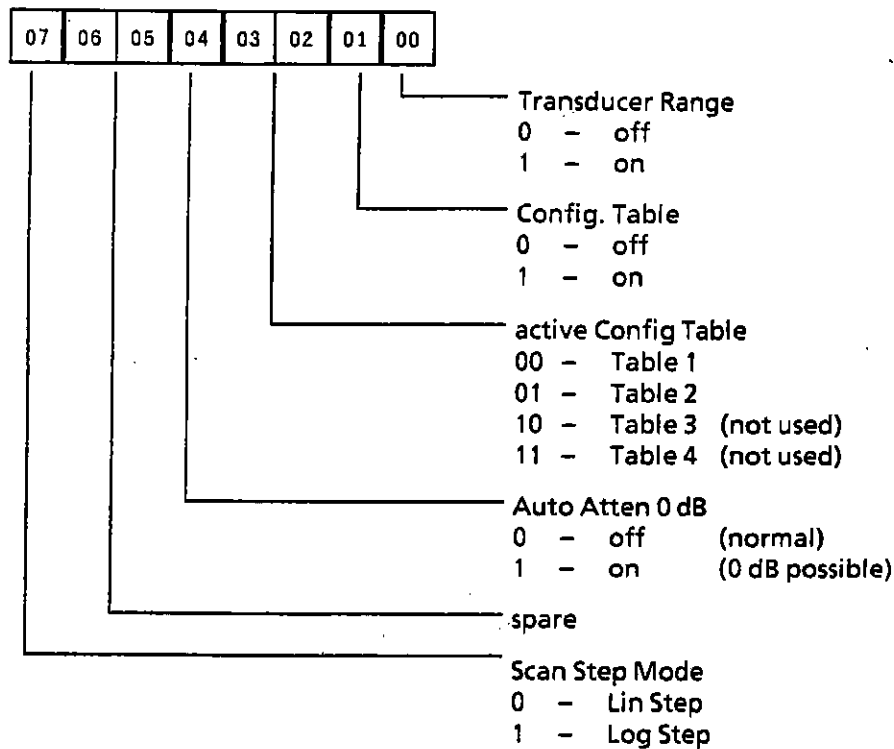 07 06 05 04 03 02 01 00
Transducer Range
0 – off
1 – on
Config. Table
0 – off
1 – on
active Config Table
00 – Table 1
01 – Table 2
10 – Table 3 (not used)
11 – Table 4 (not used)
Auto Atten 0 dB
0 – off (normal)
1 – on (0 dB possible)
spare
Scan Step Mode
0 – Lin Step
1 – Log Step